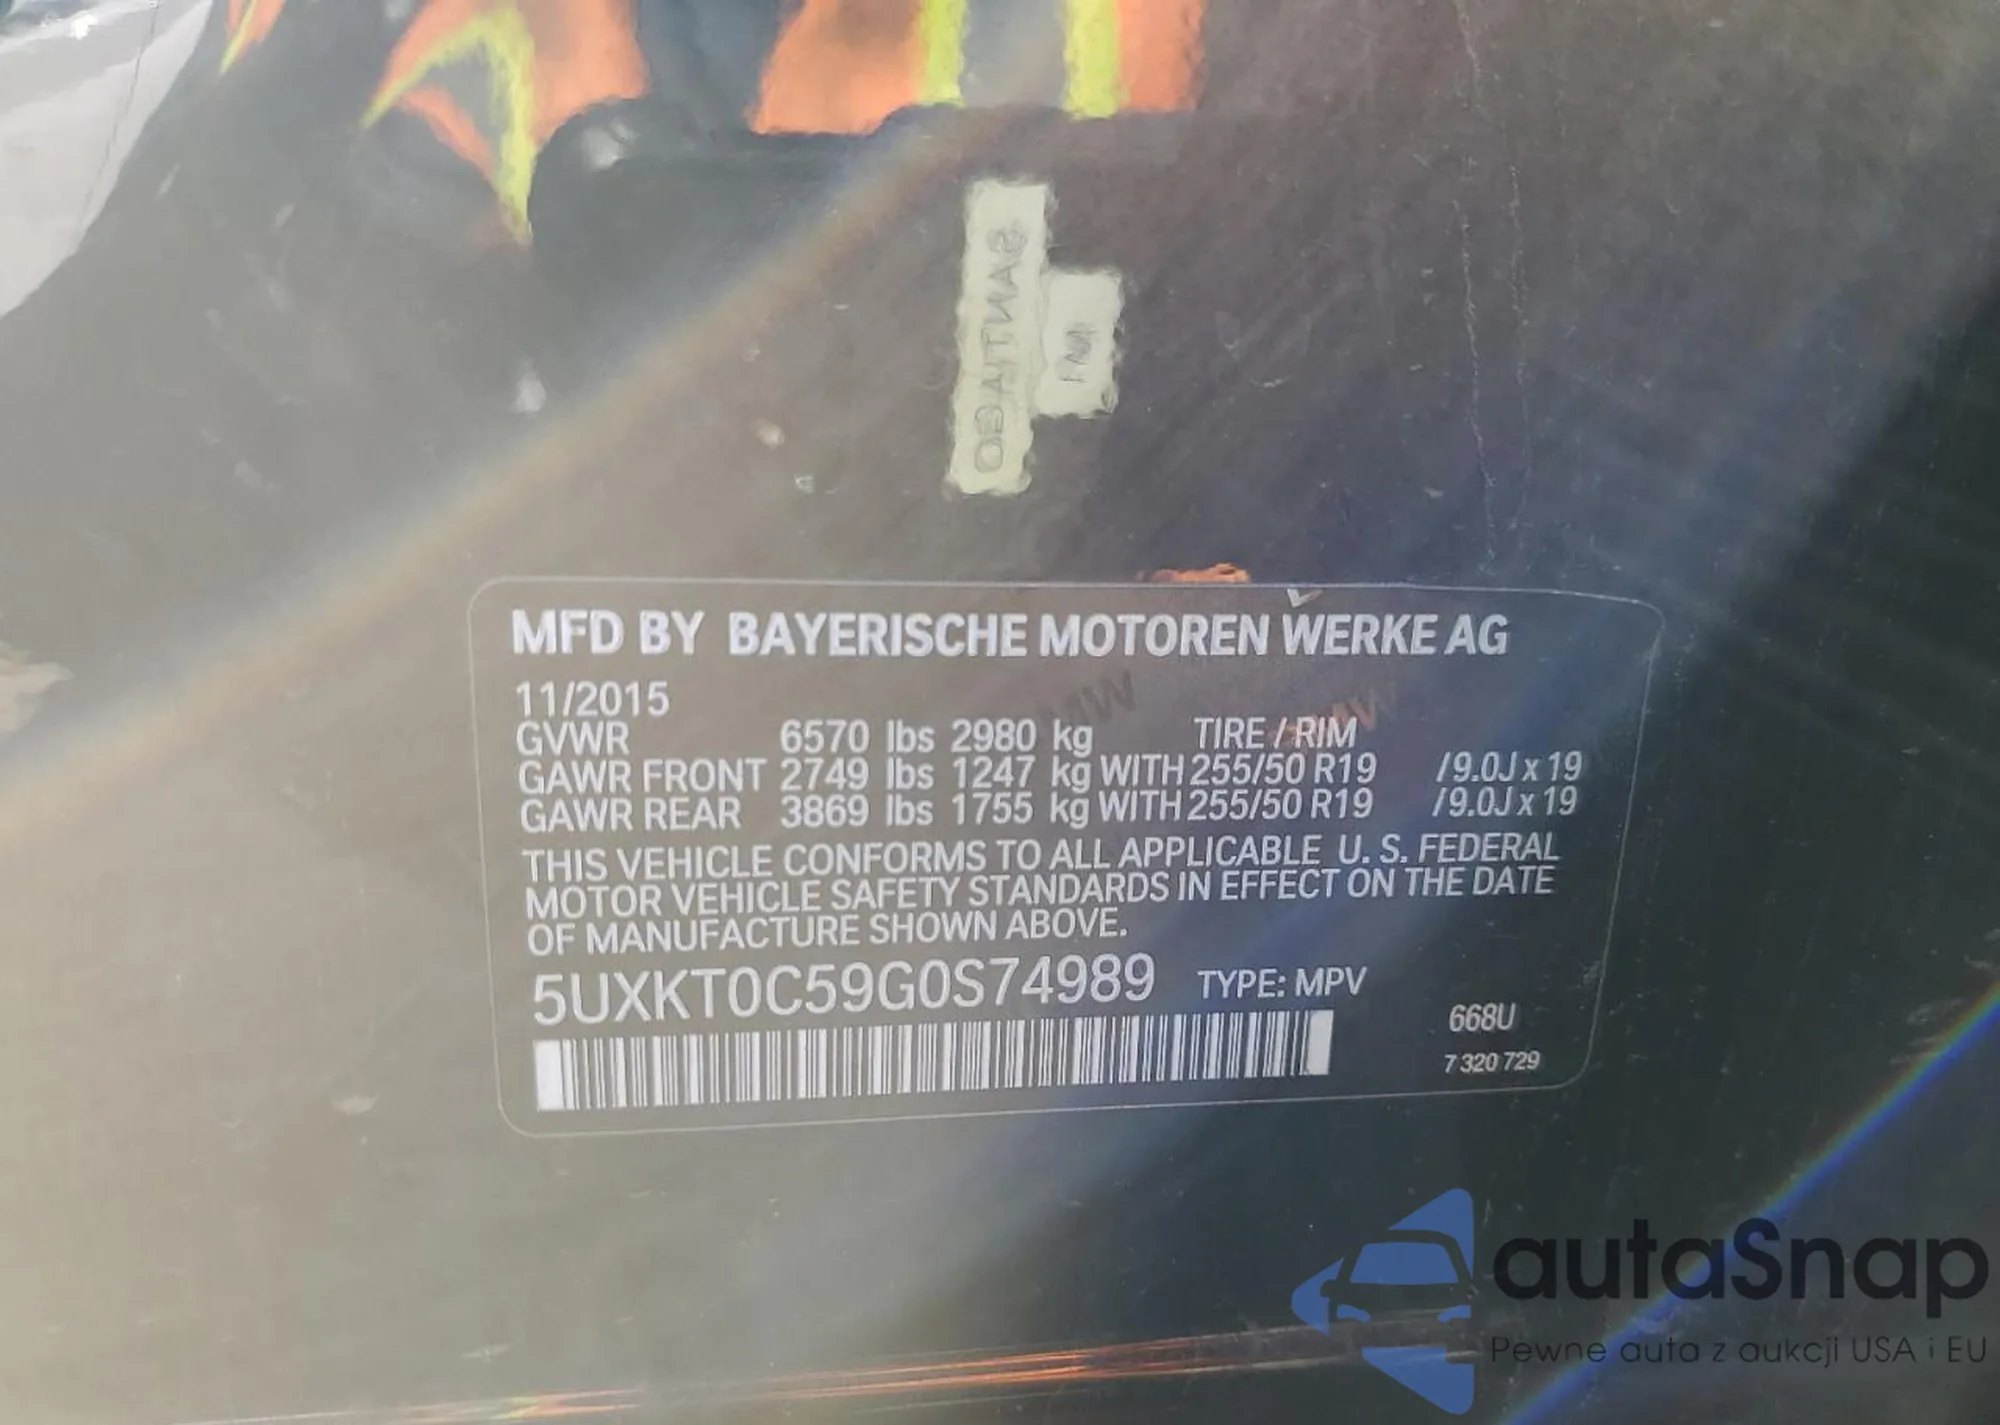 SANTIAGO
MFD BY BAYERISCHE MOTOREN WERKE AG
11/2015
GVWR 6570 lbs 2980 kg TIRE / RIM
GAWR FRONT 2749 lbs 1247 kg WITH 255/50 R19 /9.0J x 19
GAWR REAR 3869 lbs 1755 kg WITH 255/50 R19 /9.0J x 19
THIS VEHICLE CONFORMS TO ALL APPLICABLE U. S. FEDERAL
MOTOR VEHICLE SAFETY STANDARDS IN EFFECT ON THE DATE
OF MANUFACTURE SHOWN ABOVE.
5UXKT0C59G0S74989 TYPE: MPV
668U
7 320 729
autaSnap
Pewne auta z aukcji USA i EU